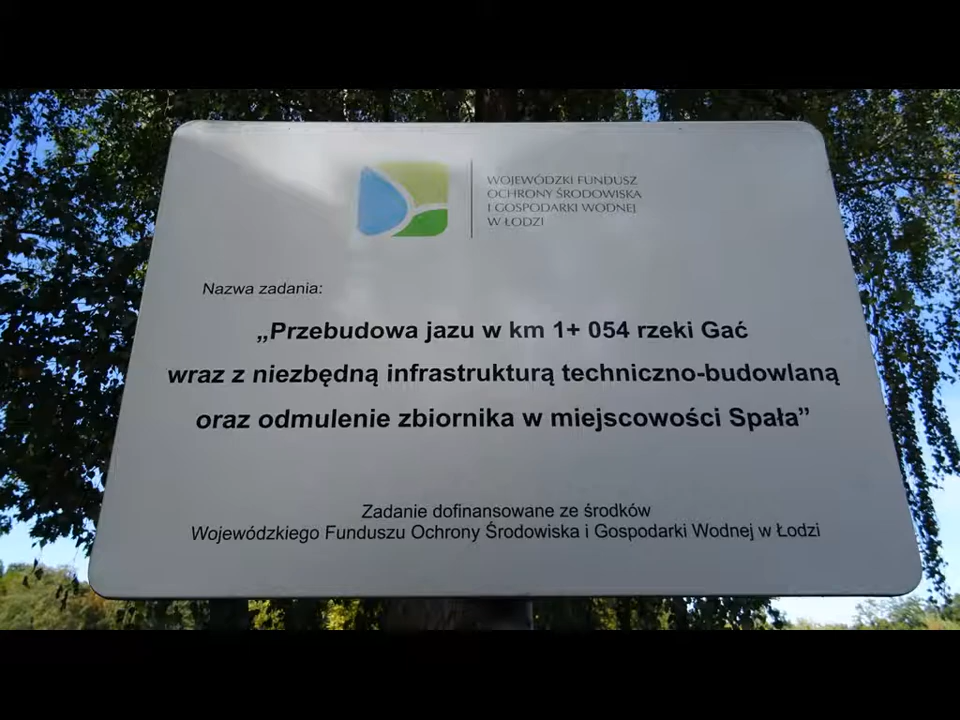 WOJEWÓDZKI FUNDUSZ
OCHRONY ŚRODOWISKA
I GOSPODARKI WODNEJ
W ŁODZI
Nazwa zadania:
„Przebudowa jazu w km 1+ 054 rzeki Gać
wraz z niezbędną infrastrukturą techniczno-budowlaną
oraz odmulenie zbiornika w miejscowości Spała”
Zadanie dofinansowane ze środków
Wojewódzkiego Funduszu Ochrony Środowiska i Gospodarki Wodnej w Łodzi